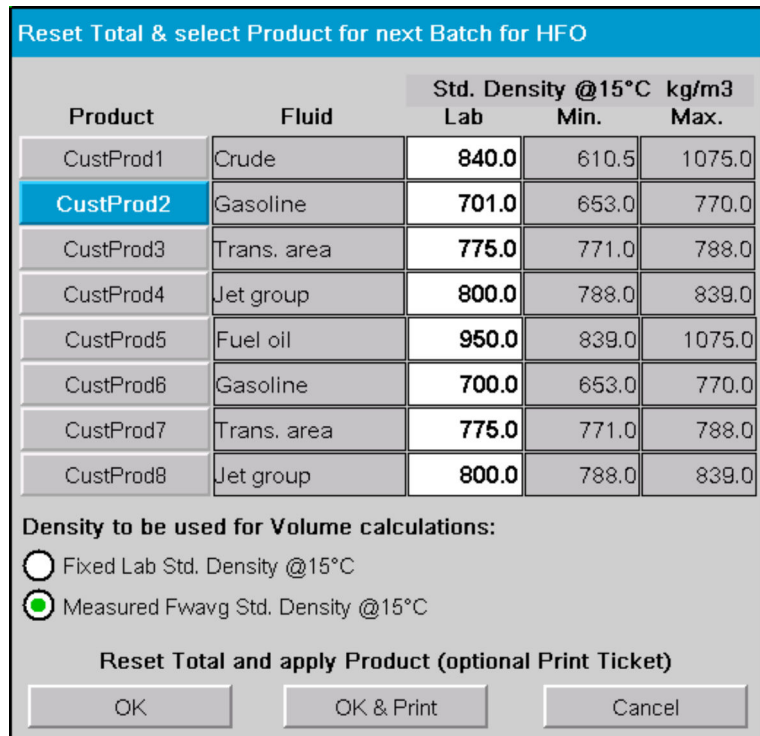 Reset Total & select Product for next Batch for HFO
Std. Density @15°C kg/m3
Product Fluid Lab Min. Max.
CustProd1 Crude 840.0 610.5 1075.0
CustProd2 Gasoline 701.0 653.0 770.0
CustProd3 Trans. area 775.0 771.0 788.0
CustProd4 Jet group 800.0 788.0 839.0
CustProd5 Fuel oil 950.0 839.0 1075.0
CustProd6 Gasoline 700.0 653.0 770.0
CustProd7 Trans. area 775.0 771.0 788.0
CustProd8 Jet group 800.0 788.0 839.0
Density to be used for Volume calculations:
Fixed Lab Std. Density @15°C
Measured Fwavg Std. Density @15°C
Reset Total and apply Product (optional Print Ticket)
OK OK & Print Cancel